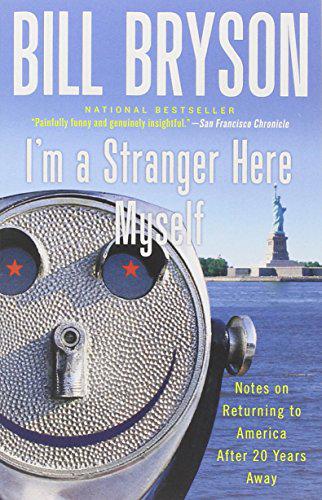 BILL BRYSON
NATIONAL BESTSELLER
"Painfully funny and genuinely insightful."—San Francisco Chronicle
I'm a Stranger Here
Myself
Notes on
Returning to
America
After 20 Years
Away